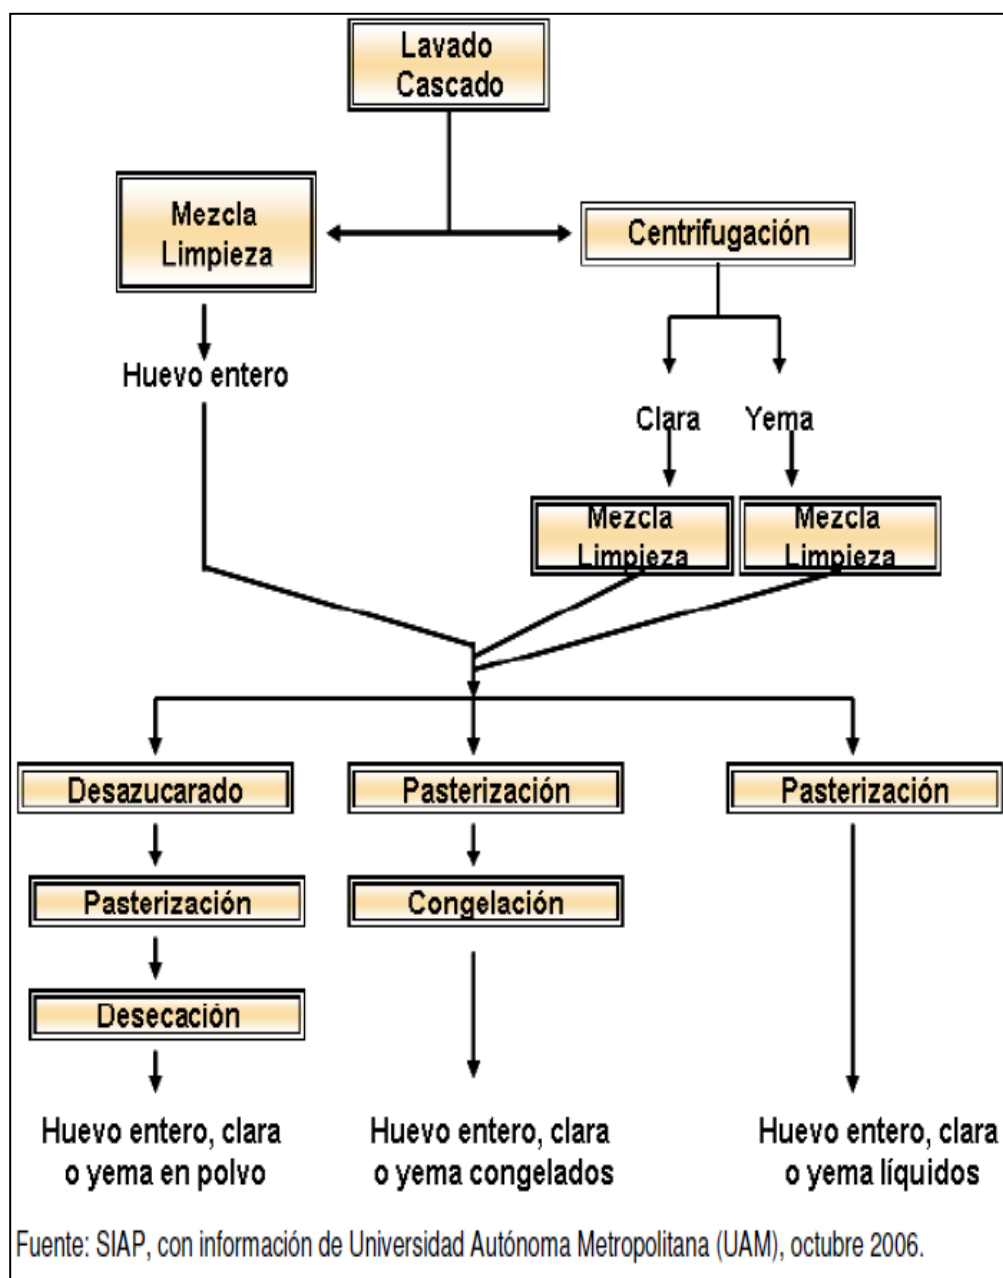 Lavado
Cascado
Mezcla
Limpieza
Centrifugación
Huevo entero
Clara
Yema
Mezcla
Limpieza
Mezcla
Limpieza
Desazucarado
Pasterización
Pasterización
Pasterización
Congelación
Desecación
Huevo entero, clara
o yema en polvo
Huevo entero, clara
o yema congelados
Huevo entero, clara
o yema líquidos
Fuente: SIAP, con información de Universidad Autónoma Metropolitana (UAM), octubre 2006.